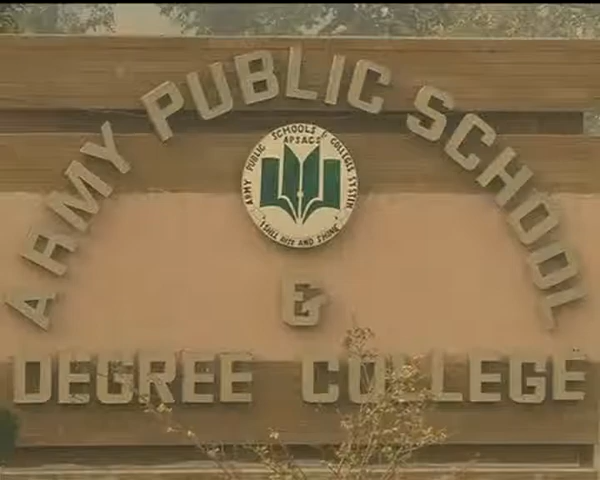 ARMY PUBLIC SCHOOL
ARMY PUBLIC SCHOOLS & COLLEGES SYSTEM
APSACS
I SHALL RISE AND SHINE
&
DEGREE COLLEGE